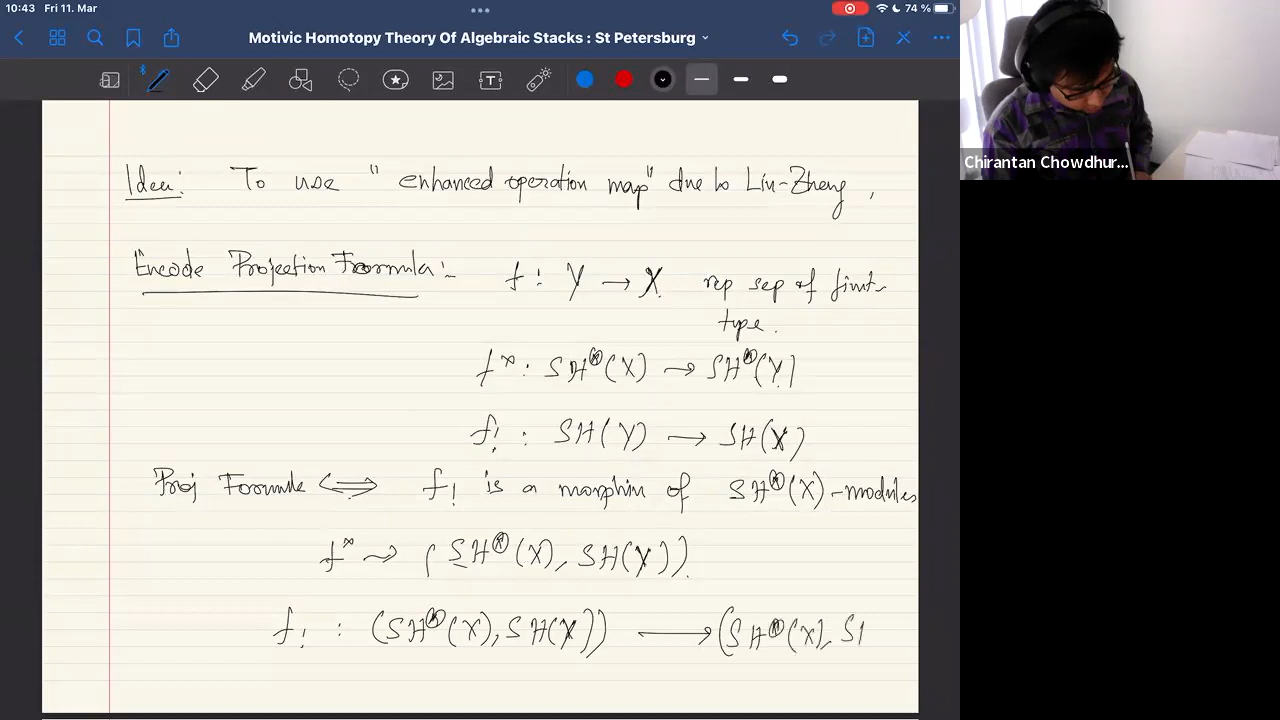 10:43 Fri 11. Mar
74 %
Motivic Homotopy Theory Of Algebraic Stacks : St Petersburg
Chirantan Chowdhur...
Idea: To use "enhanced operation map" due to Liu-Zheng,
Encode Projection Formula:- f : Y → X rep sep of finite
type.
f* : SH^⊗(X) → SH^⊗(Y)
f! : SH(Y) → SH(X)
Proj Formula ⟺ f! is a morphism of SH^⊗(X)-modules
f* ⇝ (SH^⊗(X), SH(Y)).
f! : (SH^⊗(X), SH(Y)) → (SH^⊗(X), SH